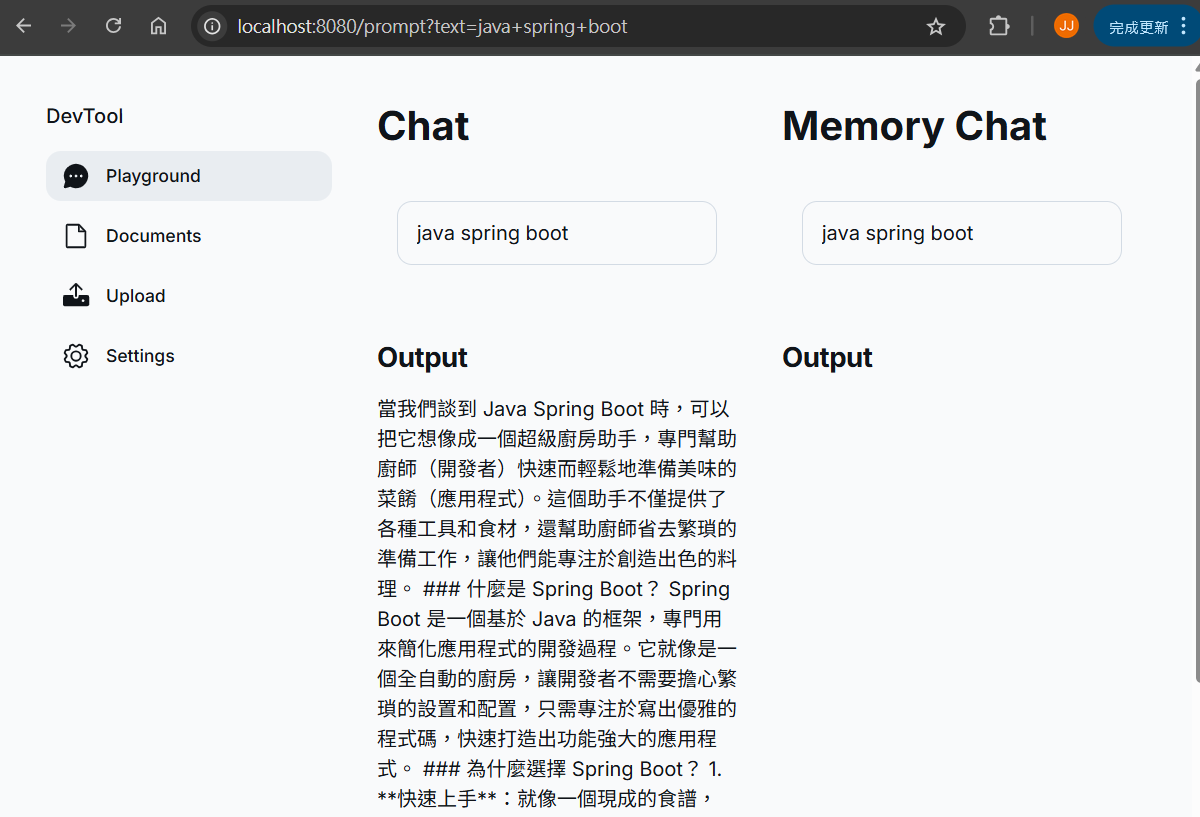 localhost:8080/prompt?text=java+spring+boot
JJ
完成更新
DevTool
Playground
Documents
Upload
Settings
Chat
java spring boot
Output
當我們談到 Java Spring Boot 時，可以
把它想像成一個超級廚房助手，專門幫助
廚師（開發者）快速而輕鬆地準備美味的
菜餚（應用程式）。這個助手不僅提供了
各種工具和食材，還幫助廚師省去繁瑣的
準備工作，讓他們能專注於創造出色的料
理。 ### 什麼是 Spring Boot？ Spring
Boot 是一個基於 Java 的框架，專門用
來簡化應用程式的開發過程。它就像是一
個全自動的廚房，讓開發者不需要擔心繁
瑣的設置和配置，只需專注於寫出優雅的
程式碼，快速打造出功能強大的應用程
式。 ### 為什麼選擇 Spring Boot？ 1.
**快速上手**：就像一個現成的食譜，
Memory Chat
java spring boot
Output